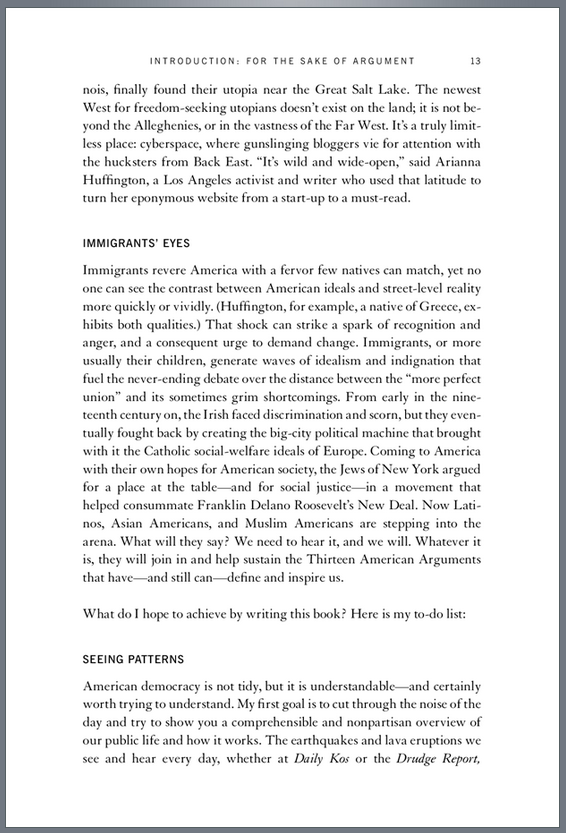 INTRODUCTION: FOR THE SAKE OF ARGUMENT 13
nois, finally found their utopia near the Great Salt Lake. The newest
West for freedom-seeking utopians doesn’t exist on the land; it is not be-
yond the Alleghenies, or in the vastness of the Far West. It’s a truly limit-
less place: cyberspace, where gunslinging bloggers vie for attention with
the hucksters from Back East. “It’s wild and wide-open,” said Arianna
Huffington, a Los Angeles activist and writer who used that latitude to
turn her eponymous website from a start-up to a must-read.
IMMIGRANTS’ EYES
Immigrants revere America with a fervor few natives can match, yet no
one can see the contrast between American ideals and street-level reality
more quickly or vividly. (Huffington, for example, a native of Greece, ex-
hibits both qualities.) That shock can strike a spark of recognition and
anger, and a consequent urge to demand change. Immigrants, or more
usually their children, generate waves of idealism and indignation that
fuel the never-ending debate over the distance between the “more perfect
union” and its sometimes grim shortcomings. From early in the nine-
teenth century on, the Irish faced discrimination and scorn, but they even-
tually fought back by creating the big-city political machine that brought
with it the Catholic social-welfare ideals of Europe. Coming to America
with their own hopes for American society, the Jews of New York argued
for a place at the table—and for social justice—in a movement that
helped consummate Franklin Delano Roosevelt’s New Deal. Now Lati-
nos, Asian Americans, and Muslim Americans are stepping into the
arena. What will they say? We need to hear it, and we will. Whatever it
is, they will join in and help sustain the Thirteen American Arguments
that have—and still can—define and inspire us.
What do I hope to achieve by writing this book? Here is my to-do list:
SEEING PATTERNS
American democracy is not tidy, but it is understandable—and certainly
worth trying to understand. My first goal is to cut through the noise of the
day and try to show you a comprehensible and nonpartisan overview of
our public life and how it works. The earthquakes and lava eruptions we
see and hear every day, whether at Daily Kos or the Drudge Report,